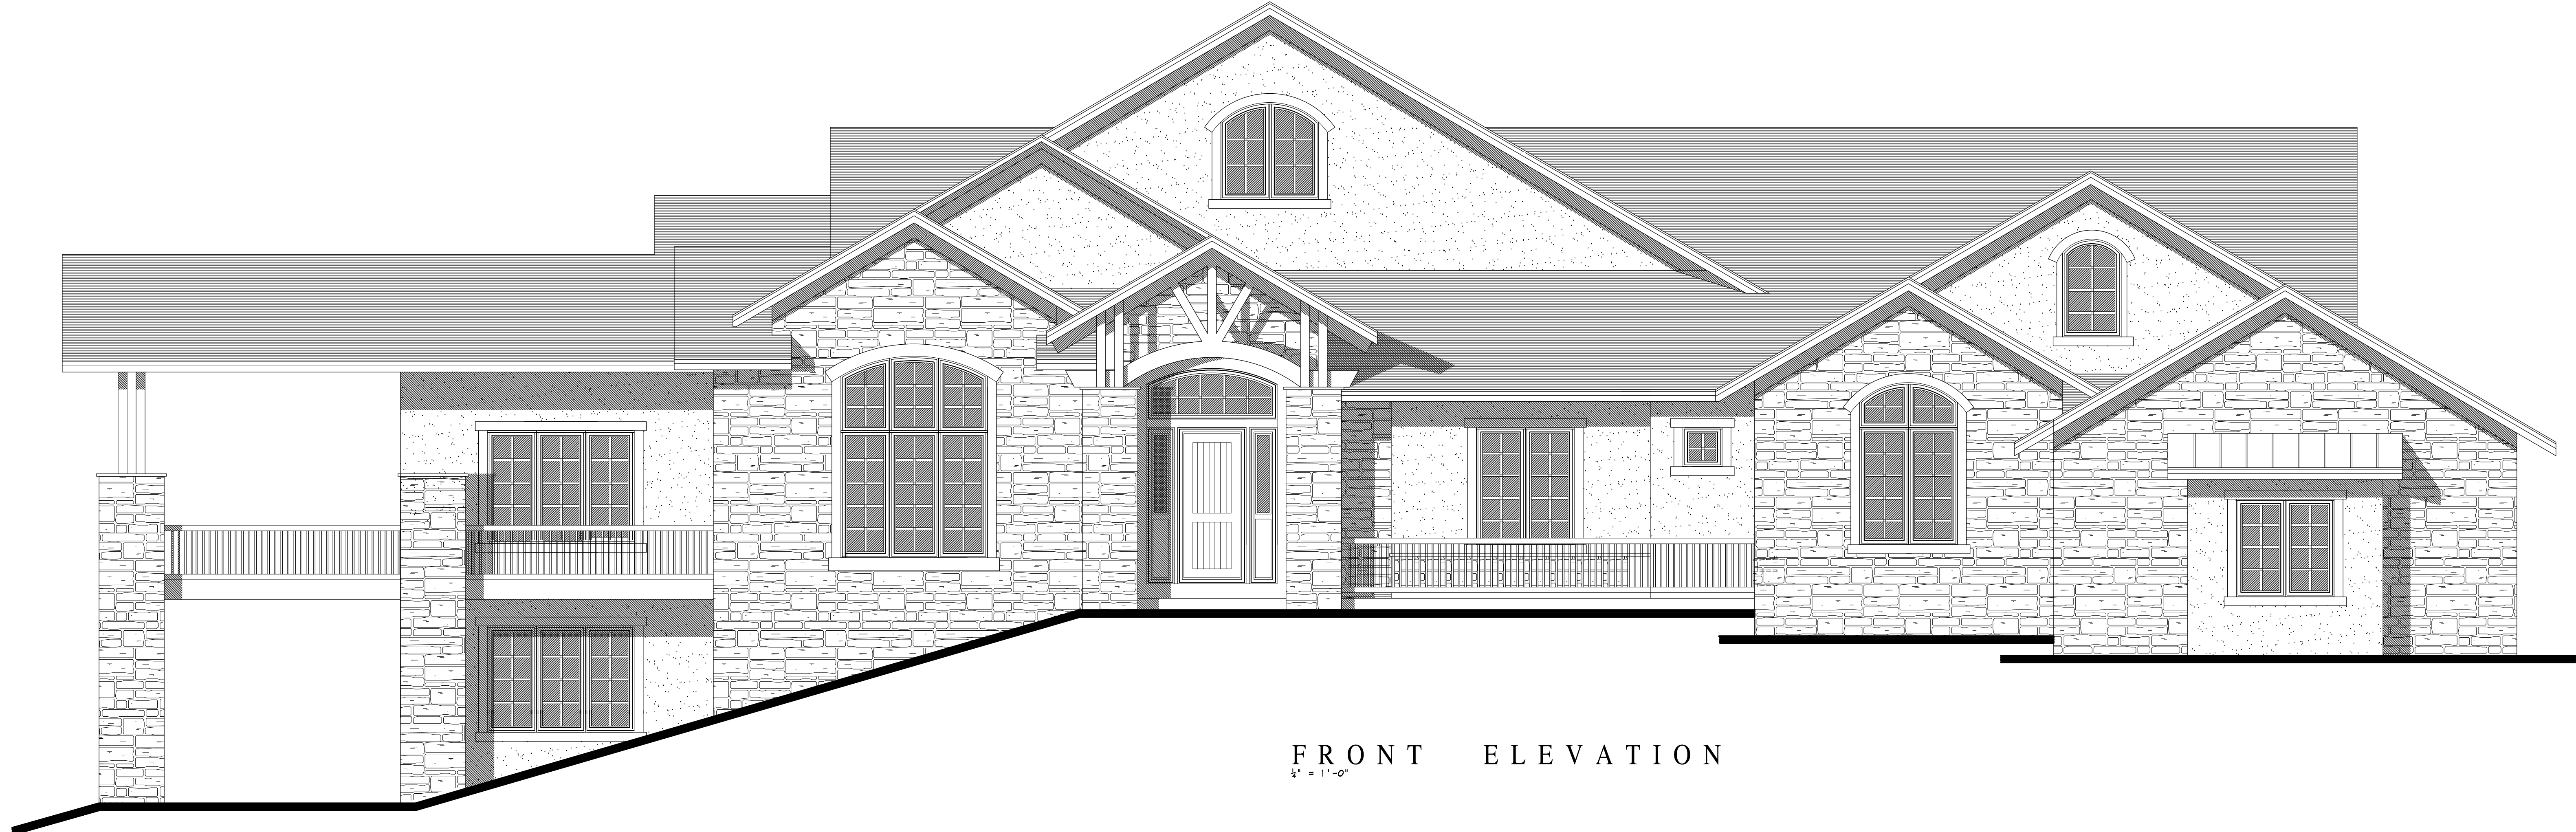 FRONT ELEVATION
¼" = 1'-0"